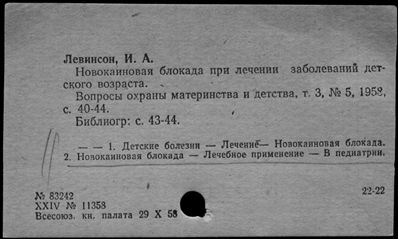 Левинсон, И. А.
Новокаиновая блокада при лечении заболеваний дет-
ского возраста.
Вопросы охраны материнства и детства, т. 3, № 5, 1958,
с. 40-44.
Библиогр: с. 43-44.
— — 1. Детские болезни — Лечение— Новокаиновая блокада.
2. Новокаиновая блокада — Лечебное применение — В педиатрии.
№ 83242
22-22
XXIV № 11358
Всесоюз. кн. палата 29 X 58